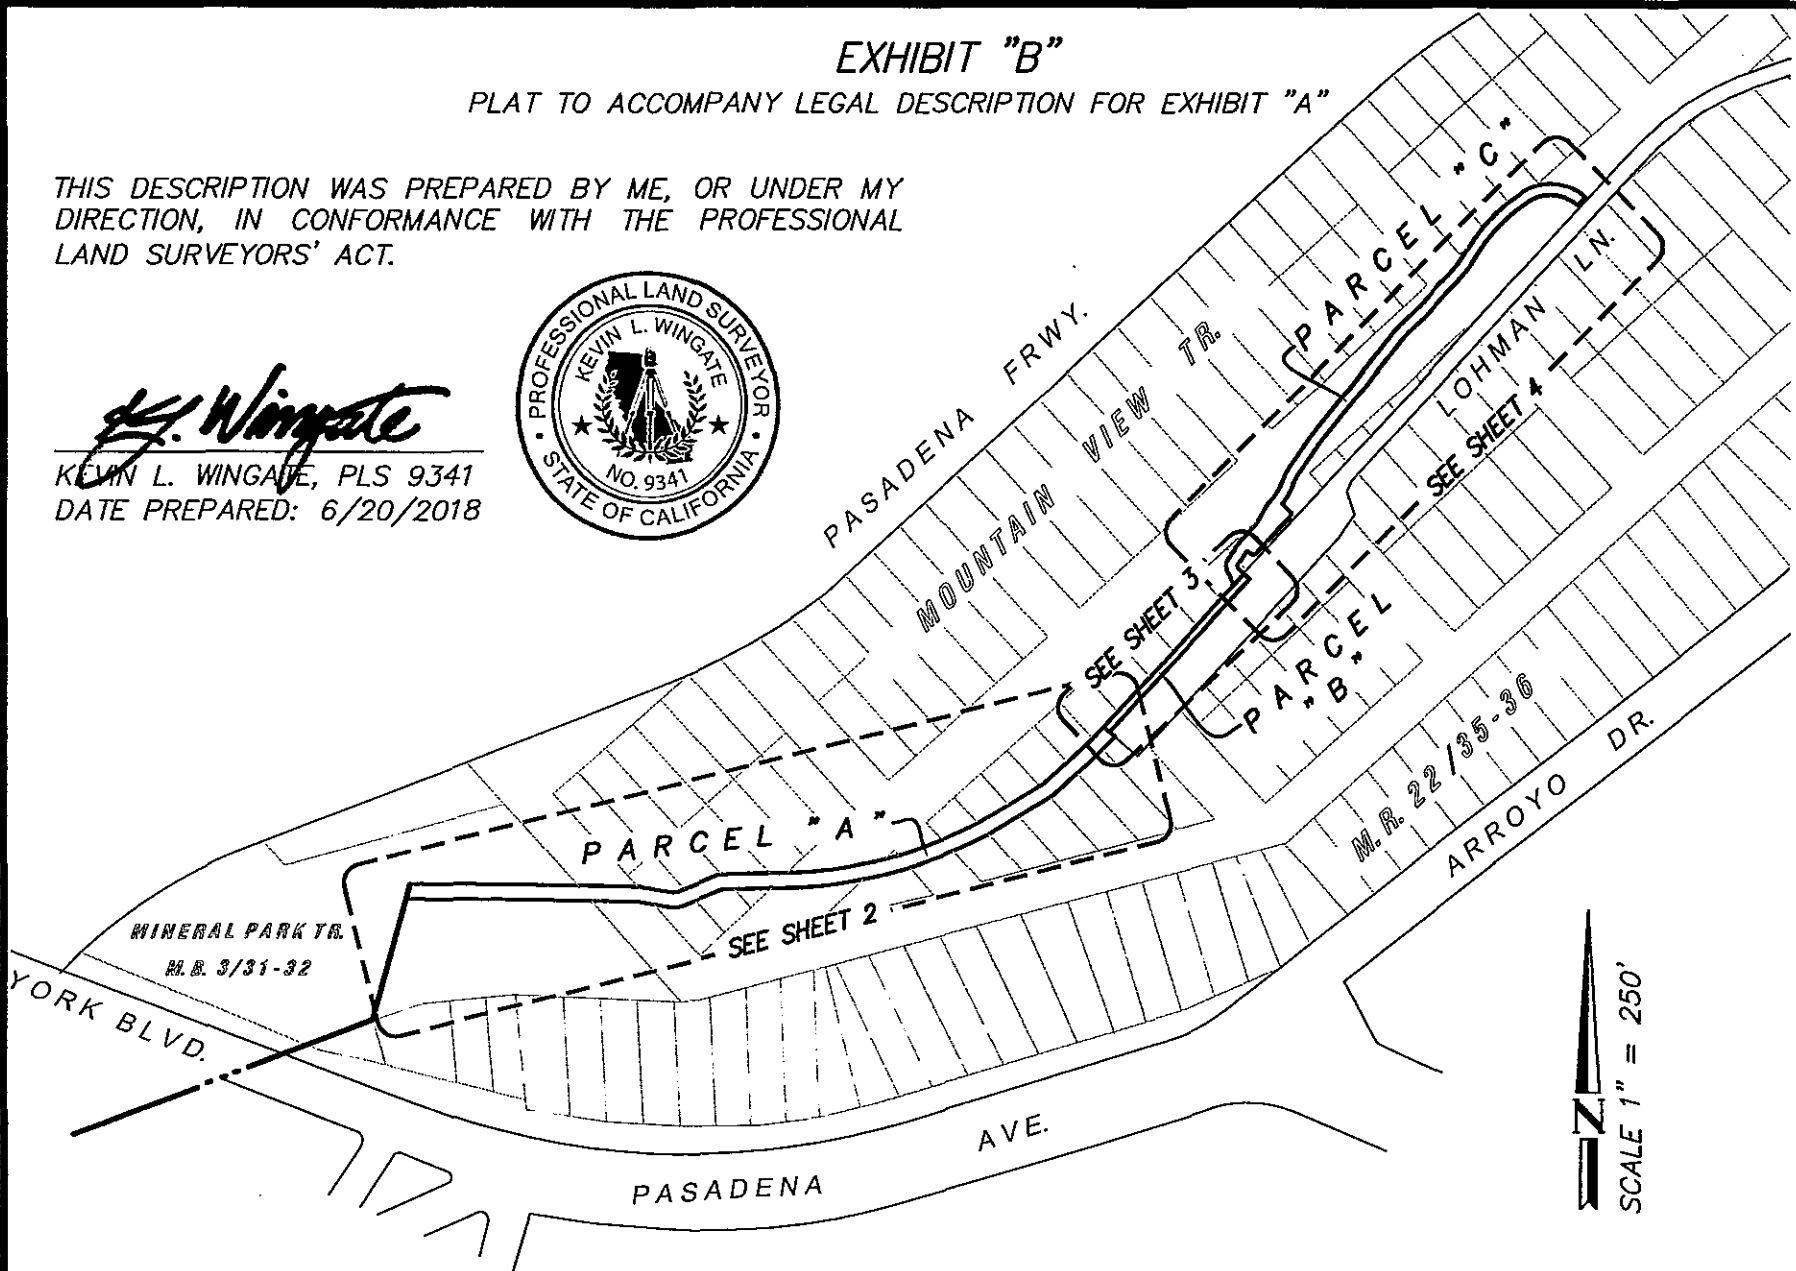 EXHIBIT "B"
PLAT TO ACCOMPANY LEGAL DESCRIPTION FOR EXHIBIT "A"
THIS DESCRIPTION WAS PREPARED BY ME, OR UNDER MY
DIRECTION, IN CONFORMANCE WITH THE PROFESSIONAL
LAND SURVEYORS' ACT.
K. Wingate
KEVIN L. WINGATE, PLS 9341
DATE PREPARED: 6/20/2018
PROFESSIONAL LAND SURVEYOR
KEVIN L. WINGATE
NO. 9341
STATE OF CALIFORNIA
PASADENA FRWY.
MOUNTAIN VIEW TR.
PARCEL "C"
LOHMAN LN.
SEE SHEET 4
SEE SHEET 3
PARCEL
"B"
M.R. 22/35-36
ARROYO DR.
PARCEL "A"
SEE SHEET 2
MINERAL PARK TR.
M.B. 3/31-32
YORK BLVD.
PASADENA AVE.
N
SCALE 1" = 250'